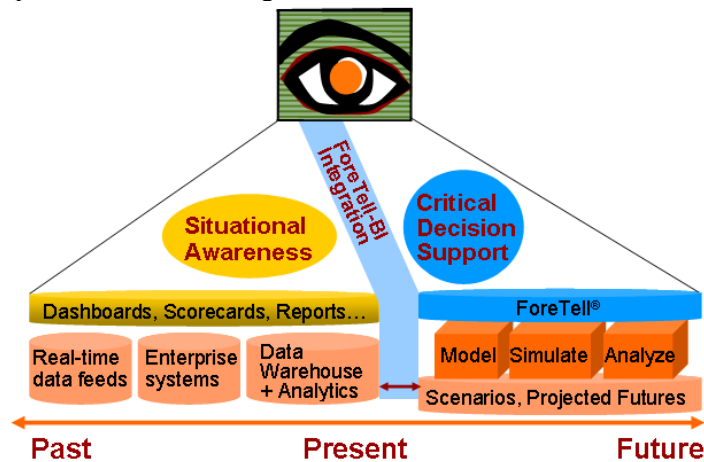 ForeTell-BI
Integration
Situational
Awareness
Critical
Decision
Support
Dashboards, Scorecards, Reports…
ForeTell®
Real-time
data feeds
Enterprise
systems
Data
Warehouse
+ Analytics
Model
Simulate
Analyze
Scenarios, Projected Futures
Past
Present
Future